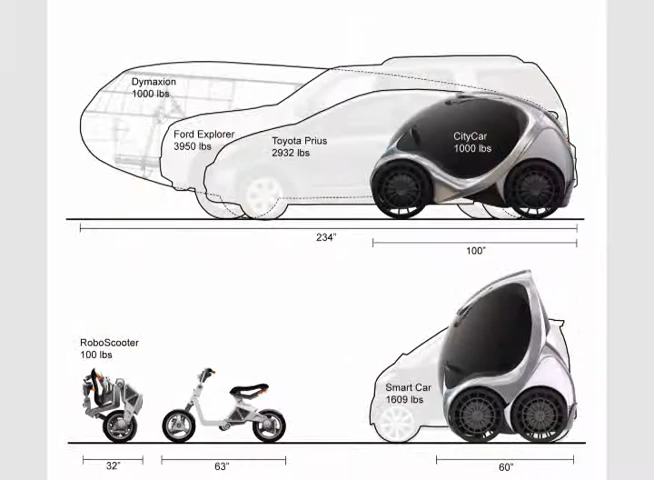 Dymaxion
1000 lbs
Ford Explorer
3950 lbs
Toyota Prius
2932 lbs
CityCar
1000 lbs
234"
100"
RoboScooter
100 lbs
Smart Car
1609 lbs
32"
63"
60"